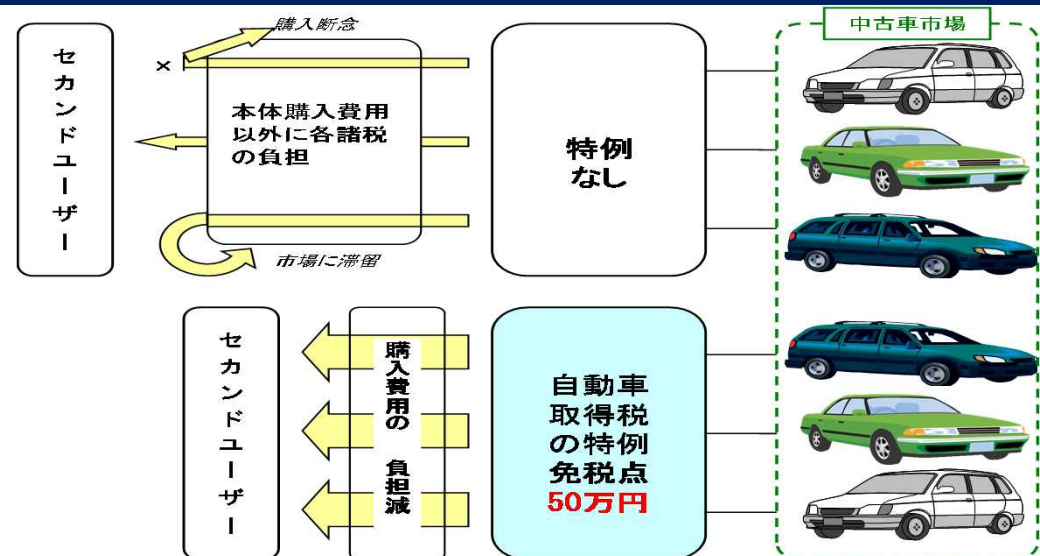 中古車市場
購入断念
×
セカンドユーザー
本体購入費用
以外に各諸税
の負担
特例
なし
市場に滞留
セカンドユーザー
購入費用の 負担減
自動車
取得税
の特例
免税点
50万円